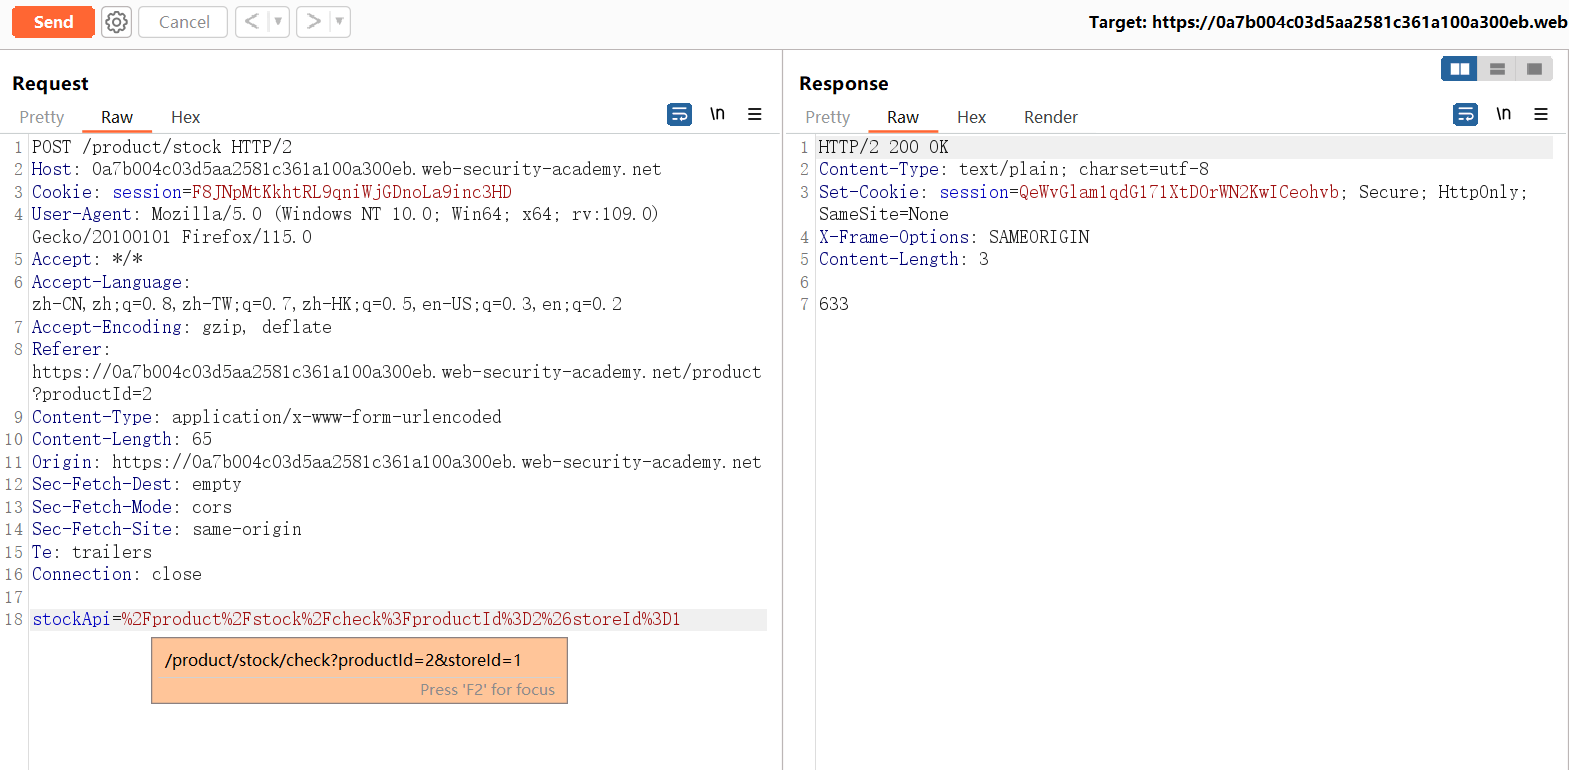 Send
Cancel
<
>
Target: https://0a7b004c03d5aa2581c361a100a300eb.web
Request
Pretty Raw Hex
\n
1 POST /product/stock HTTP/2
2 Host: 0a7b004c03d5aa2581c361a100a300eb.web-security-academy.net
3 Cookie: session=F8JNpMtKkhtRL9qniWjGDnoLa9inc3HD
4 User-Agent: Mozilla/5.0 (Windows NT 10.0; Win64; x64; rv:109.0)
Gecko/20100101 Firefox/115.0
5 Accept: */*
6 Accept-Language:
zh-CN,zh;q=0.8,zh-TW;q=0.7,zh-HK;q=0.5,en-US;q=0.3,en;q=0.2
7 Accept-Encoding: gzip, deflate
8 Referer:
https://0a7b004c03d5aa2581c361a100a300eb.web-security-academy.net/product
?productId=2
9 Content-Type: application/x-www-form-urlencoded
10 Content-Length: 65
11 Origin: https://0a7b004c03d5aa2581c361a100a300eb.web-security-academy.net
12 Sec-Fetch-Dest: empty
13 Sec-Fetch-Mode: cors
14 Sec-Fetch-Site: same-origin
15 Te: trailers
16 Connection: close
17
18 stockApi=%2Fproduct%2Fstock%2Fcheck%3FproductId%3D2%26storeId%3D1
/product/stock/check?productId=2&storeId=1
Press 'F2' for focus
Response
Pretty Raw Hex Render
\n
1 HTTP/2 200 OK
2 Content-Type: text/plain; charset=utf-8
3 Set-Cookie: session=QeWvGlam1qdG171XtDOrWN2KwICeohvb; Secure; HttpOnly;
SameSite=None
4 X-Frame-Options: SAMEORIGIN
5 Content-Length: 3
6
7 633